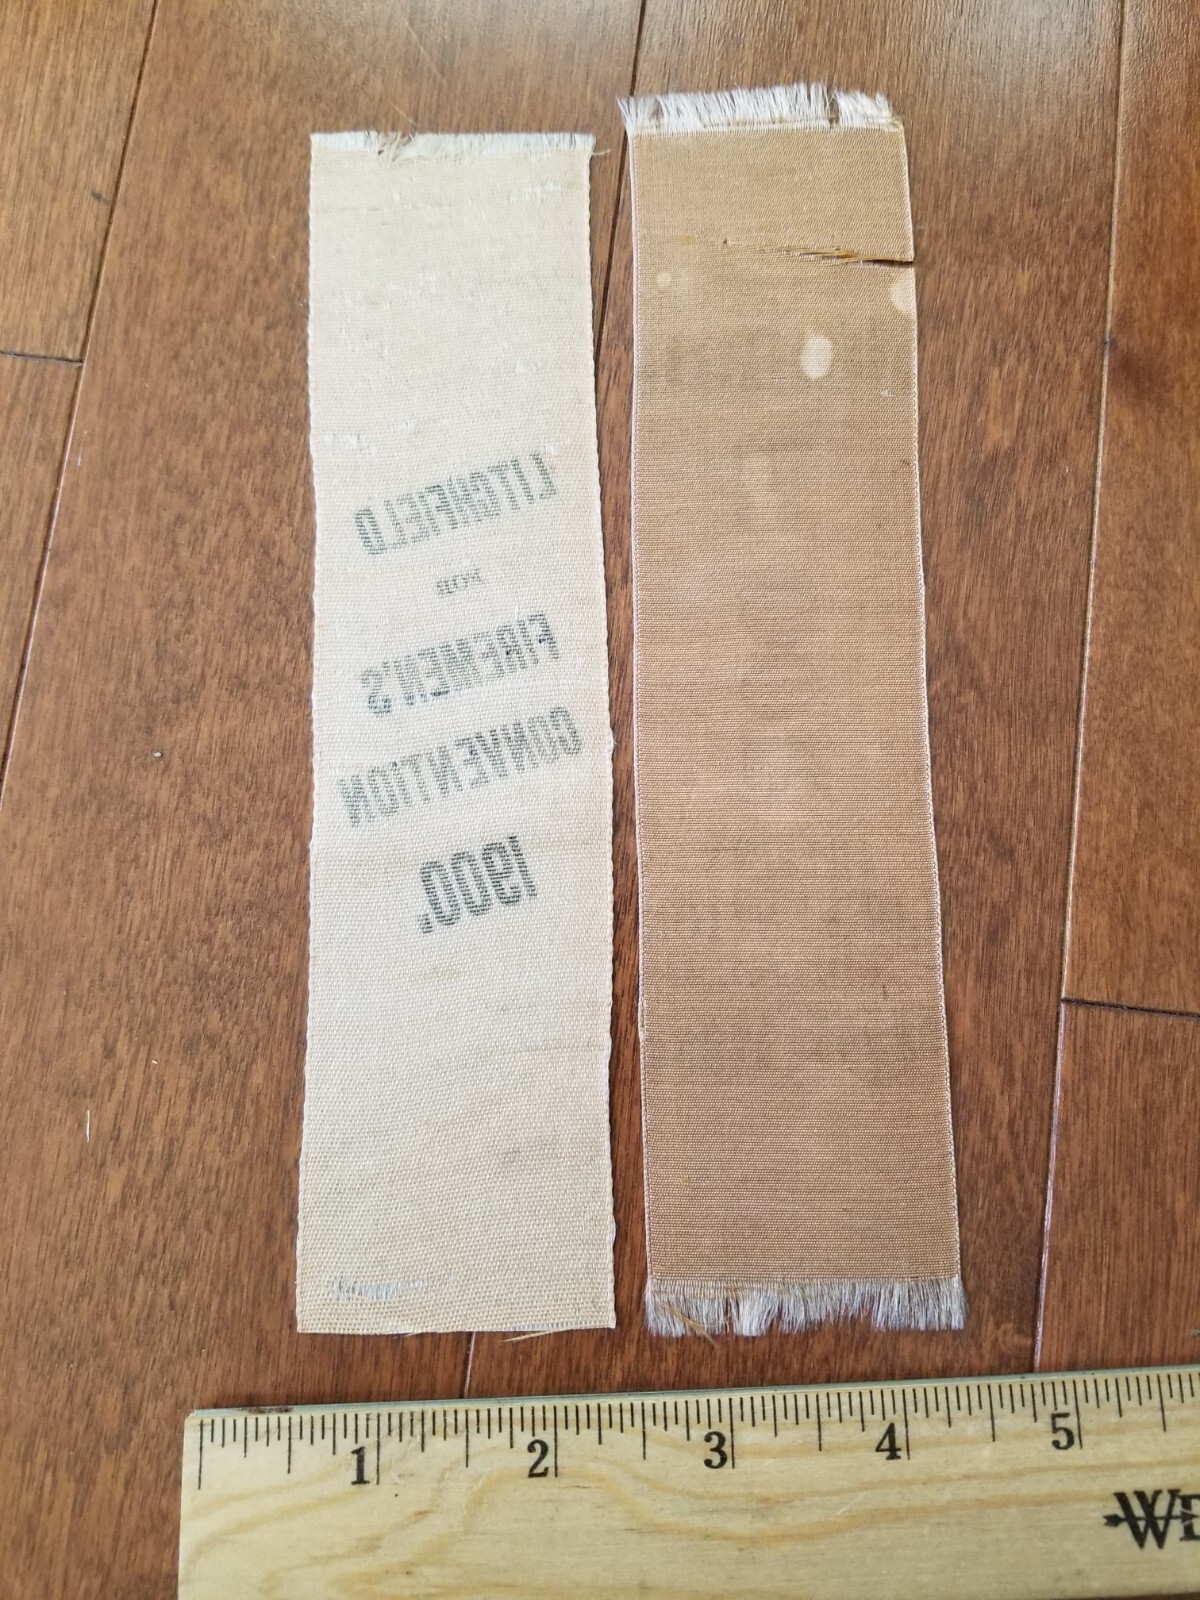 LITCHFIELD
FOR
FIREMEN'S
CONVENTION
1900.
1 2 3 4 5